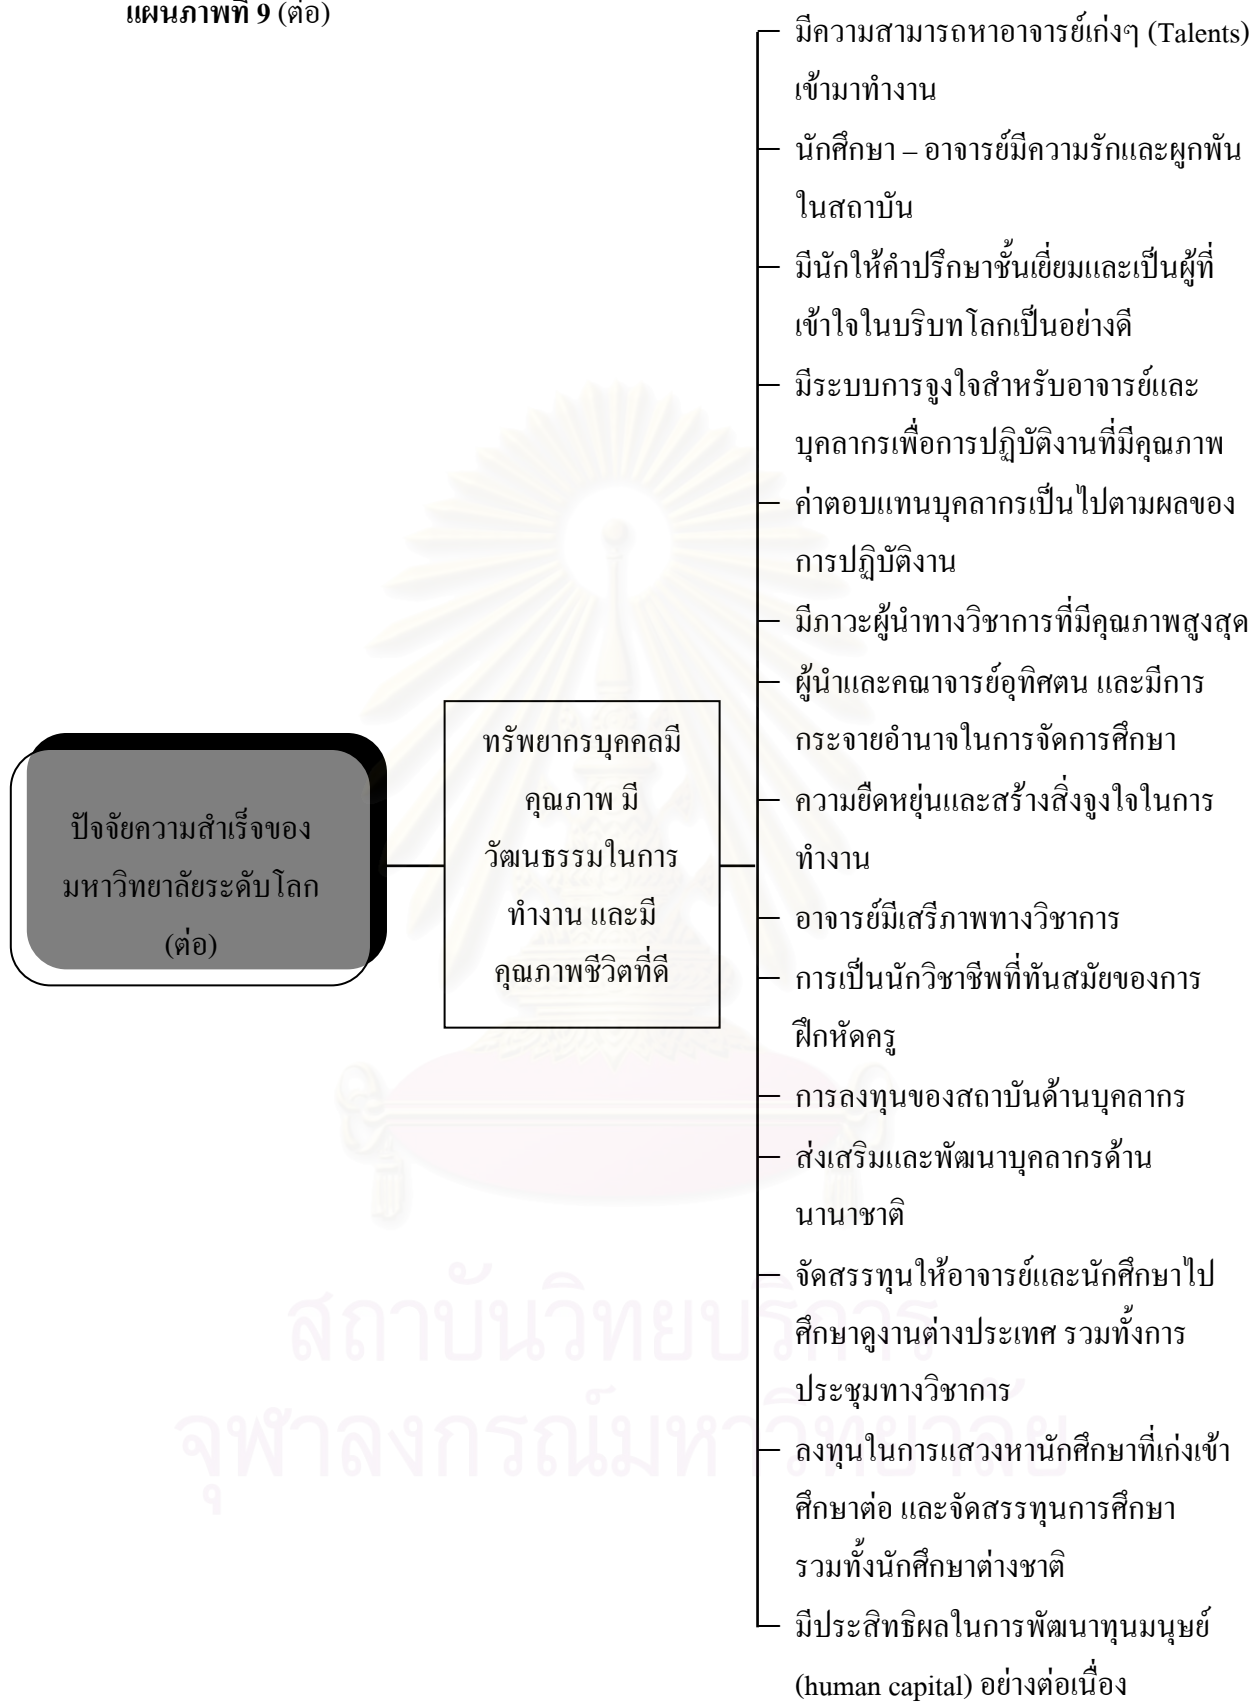 แผนภาพที่ 9 (ต่อ)
ปัจจัยความสำเร็จของ
มหาวิทยาลัยระดับโลก
(ต่อ)
ทรัพยากรบุคคลมี
คุณภาพ มี
วัฒนธรรมในการ
ทำงาน และมี
คุณภาพชีวิตที่ดี
มีความสามารถหาอาจารย์เก่งๆ (Talents)
เข้ามาทำงาน
นักศึกษา – อาจารย์มีความรักและผูกพัน
ในสถาบัน
มีนักให้คำปรึกษาชั้นเยี่ยมและเป็นผู้ที่
เข้าใจในบริบทโลกเป็นอย่างดี
มีระบบการจูงใจสำหรับอาจารย์และ
บุคลากรเพื่อการปฏิบัติงานที่มีคุณภาพ
ค่าตอบแทนบุคลากรเป็นไปตามผลของ
การปฏิบัติงาน
มีภาวะผู้นำทางวิชาการที่มีคุณภาพสูงสุด
ผู้นำและคณาจารย์อุทิศตน และมีการ
กระจายอำนาจในการจัดการศึกษา
ความยืดหยุ่นและสร้างสิ่งจูงใจในการ
ทำงาน
อาจารย์มีเสรีภาพทางวิชาการ
การเป็นนักวิชาชีพที่ทันสมัยของการ
ฝึกหัดครู
การลงทุนของสถาบันด้านบุคลากร
ส่งเสริมและพัฒนาบุคลากรด้าน
นานาชาติ
จัดสรรทุนให้อาจารย์และนักศึกษาไป
ศึกษาดูงานต่างประเทศ รวมทั้งการ
ประชุมทางวิชาการ
ลงทุนในการแสวงหานักศึกษาที่เก่งเข้า
ศึกษาต่อ และจัดสรรทุนการศึกษา
รวมทั้งนักศึกษาต่างชาติ
มีประสิทธิผลในการพัฒนาทุนมนุษย์
(human capital) อย่างต่อเนื่อง
สถาบันวิทยบริการ
จุฬาลงกรณ์มหาวิทยาลัย